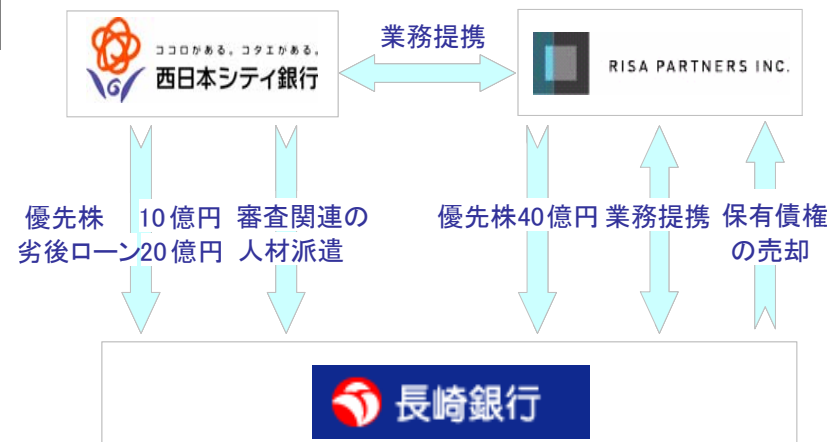 ココロがある。コタエがある。
西日本シティ銀行
業務提携
RISA PARTNERS INC.
優先株 10億円
劣後ローン20億円
審査関連の
人材派遣
優先株40億円
業務提携
保有債権
の売却
長崎銀行